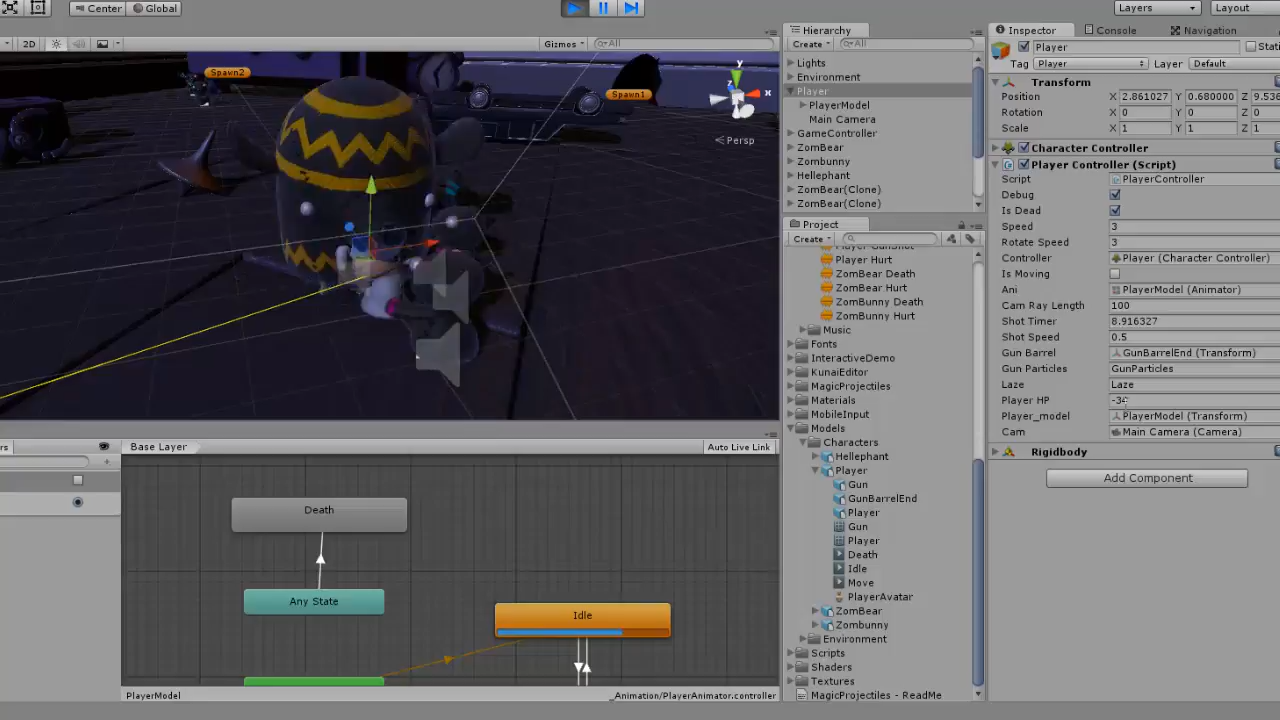 Center
Global
Layers
Layout
2D
Gizmos
All
Spawn2
Spawn1
y
x
z
Persp
Hierarchy
Create
All
Lights
Environment
Player
PlayerModel
Main Camera
GameController
ZomBear
Zombunny
Hellephant
ZomBear(Clone)
ZomBear(Clone)
Project
Create
Player GunShot
Player Hurt
ZomBear Death
ZomBear Hurt
ZomBunny Death
ZomBunny Hurt
Music
Fonts
InteractiveDemo
KunaiEditor
MagicProjectiles
Materials
MobileInput
Models
Characters
Hellephant
Player
Gun
GunBarrelEnd
Player
Gun
Player
Death
Idle
Move
PlayerAvatar
ZomBear
Zombunny
Environment
Scripts
Shaders
Textures
MagicProjectiles - ReadMe
Inspector
Console
Navigation
Player
Stati
Tag
Player
Layer
Default
Transform
Position X 2.861027 Y 0.680000 Z 9.536
Rotation X 0 Y 0 Z 0
Scale X 1 Y 1 Z 1
Character Controller
Player Controller (Script)
Script PlayerController
Debug
Is Dead
Speed 3
Rotate Speed 3
Controller Player (Character Controller)
Is Moving
Ani PlayerModel (Animator)
Cam Ray Length 100
Shot Timer 8.916327
Shot Speed 0.5
Gun Barrel GunBarrelEnd (Transform)
Gun Particles GunParticles
Laze Laze
Player HP
Player_model PlayerModel (Transform)
Cam Main Camera (Camera)
Rigidbody
Add Component
rs
Base Layer
Auto Live Link
Death
Any State
Idle
PlayerModel
_Animation/PlayerAnimator.controller